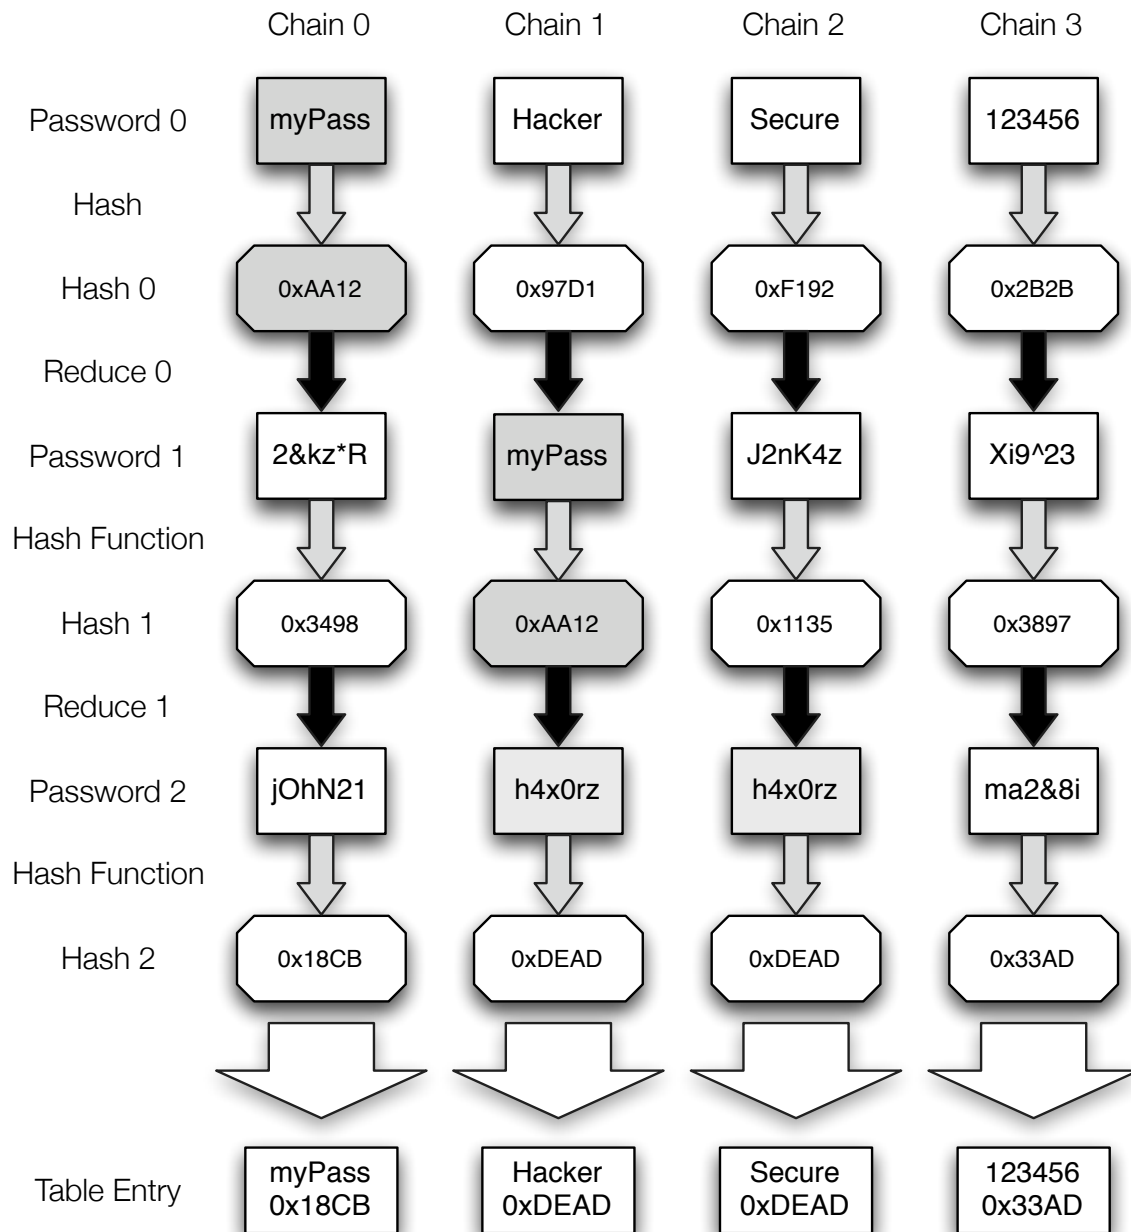 Chain 0 Chain 1 Chain 2 Chain 3
Password 0 myPass Hacker Secure 123456
Hash
Hash 0 0xAA12 0x97D1 0xF192 0x2B2B
Reduce 0
Password 1 2&kz*R myPass J2nK4z Xi9^23
Hash Function
Hash 1 0x3498 0xAA12 0x1135 0x3897
Reduce 1
Password 2 jOhN21 h4x0rz h4x0rz ma2&8i
Hash Function
Hash 2 0x18CB 0xDEAD 0xDEAD 0x33AD
myPass Hacker Secure 123456
Table Entry
0x18CB 0xDEAD 0xDEAD 0x33AD